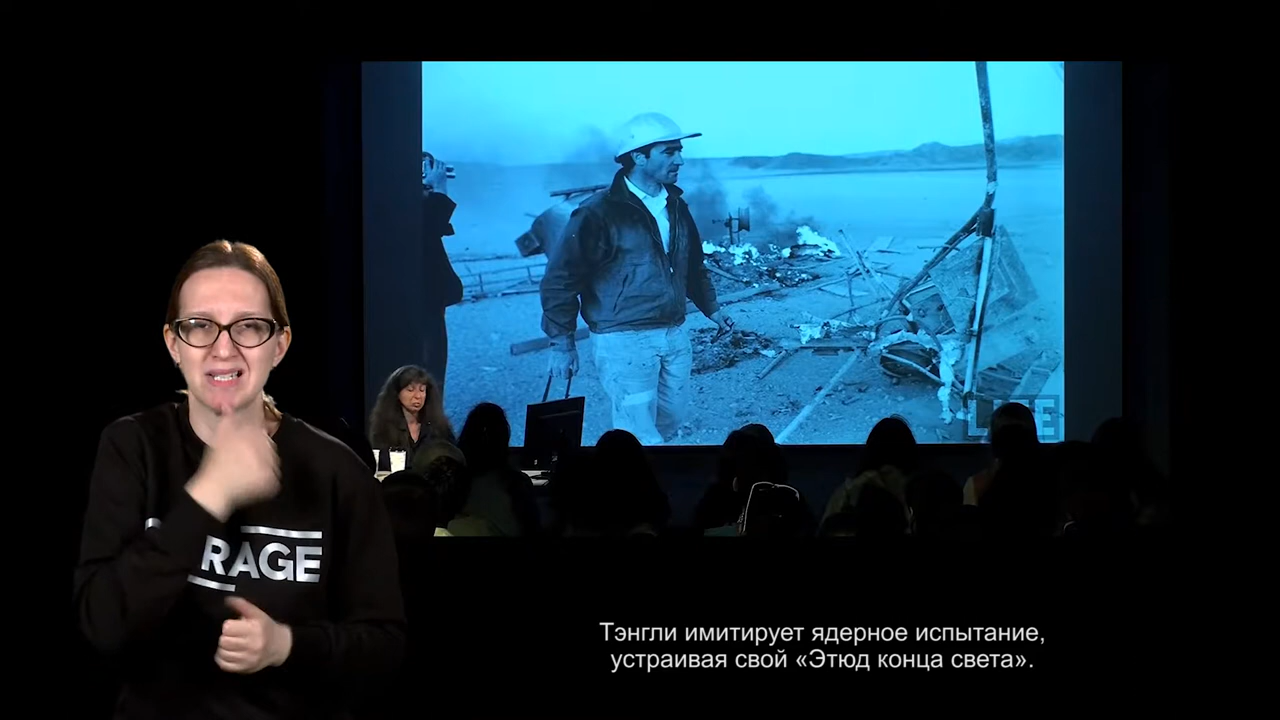 LIFE
RAGE
Тэнгли имитирует ядерное испытание,
устраивая свой «Этюд конца света».